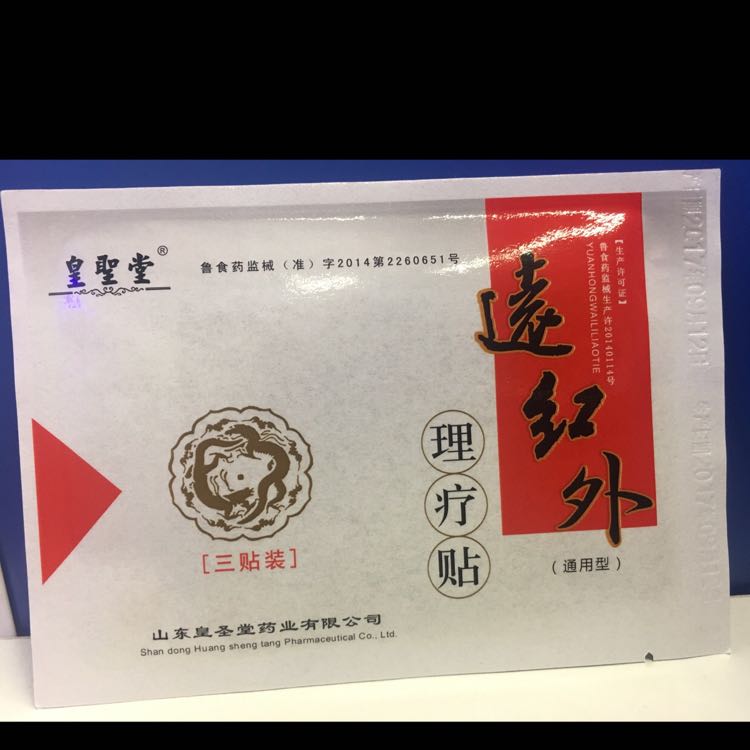 皇聖堂®
鲁食药监械（准）字2014第2260651号
【生产许可证】
鲁食药监械生产许20140114号
YUANHONGWAILILIAOTIE
遠红外
理疗贴
（通用型）
[三贴装]
山东皇圣堂药业有限公司
Shan dong Huang sheng tang Pharmaceutical Co., Ltd.